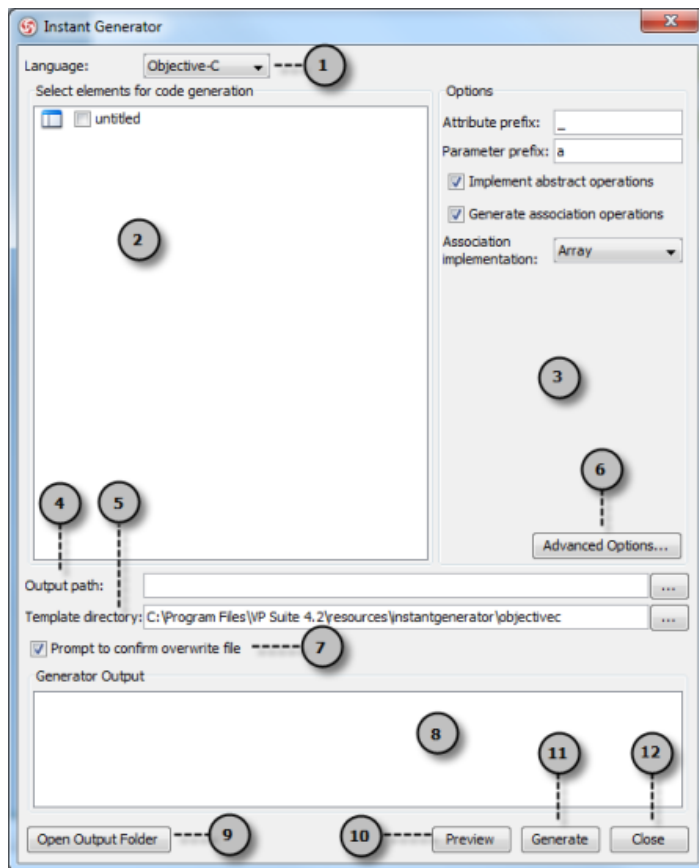 Instant Generator
Language: Objective-C 1
Select elements for code generation
untitled
2
Options
Attribute prefix: _
Parameter prefix: a
Implement abstract operations
Generate association operations
Association
implementation: Array
3
6
4 5
Advanced Options...
Output path: ...
Template directory: C:\Program Files\VP Suite 4.2\resources\instantgenerator\objectivec ...
Prompt to confirm overwrite file 7
Generator Output
8
11 12
Open Output Folder 9 10 Preview Generate Close